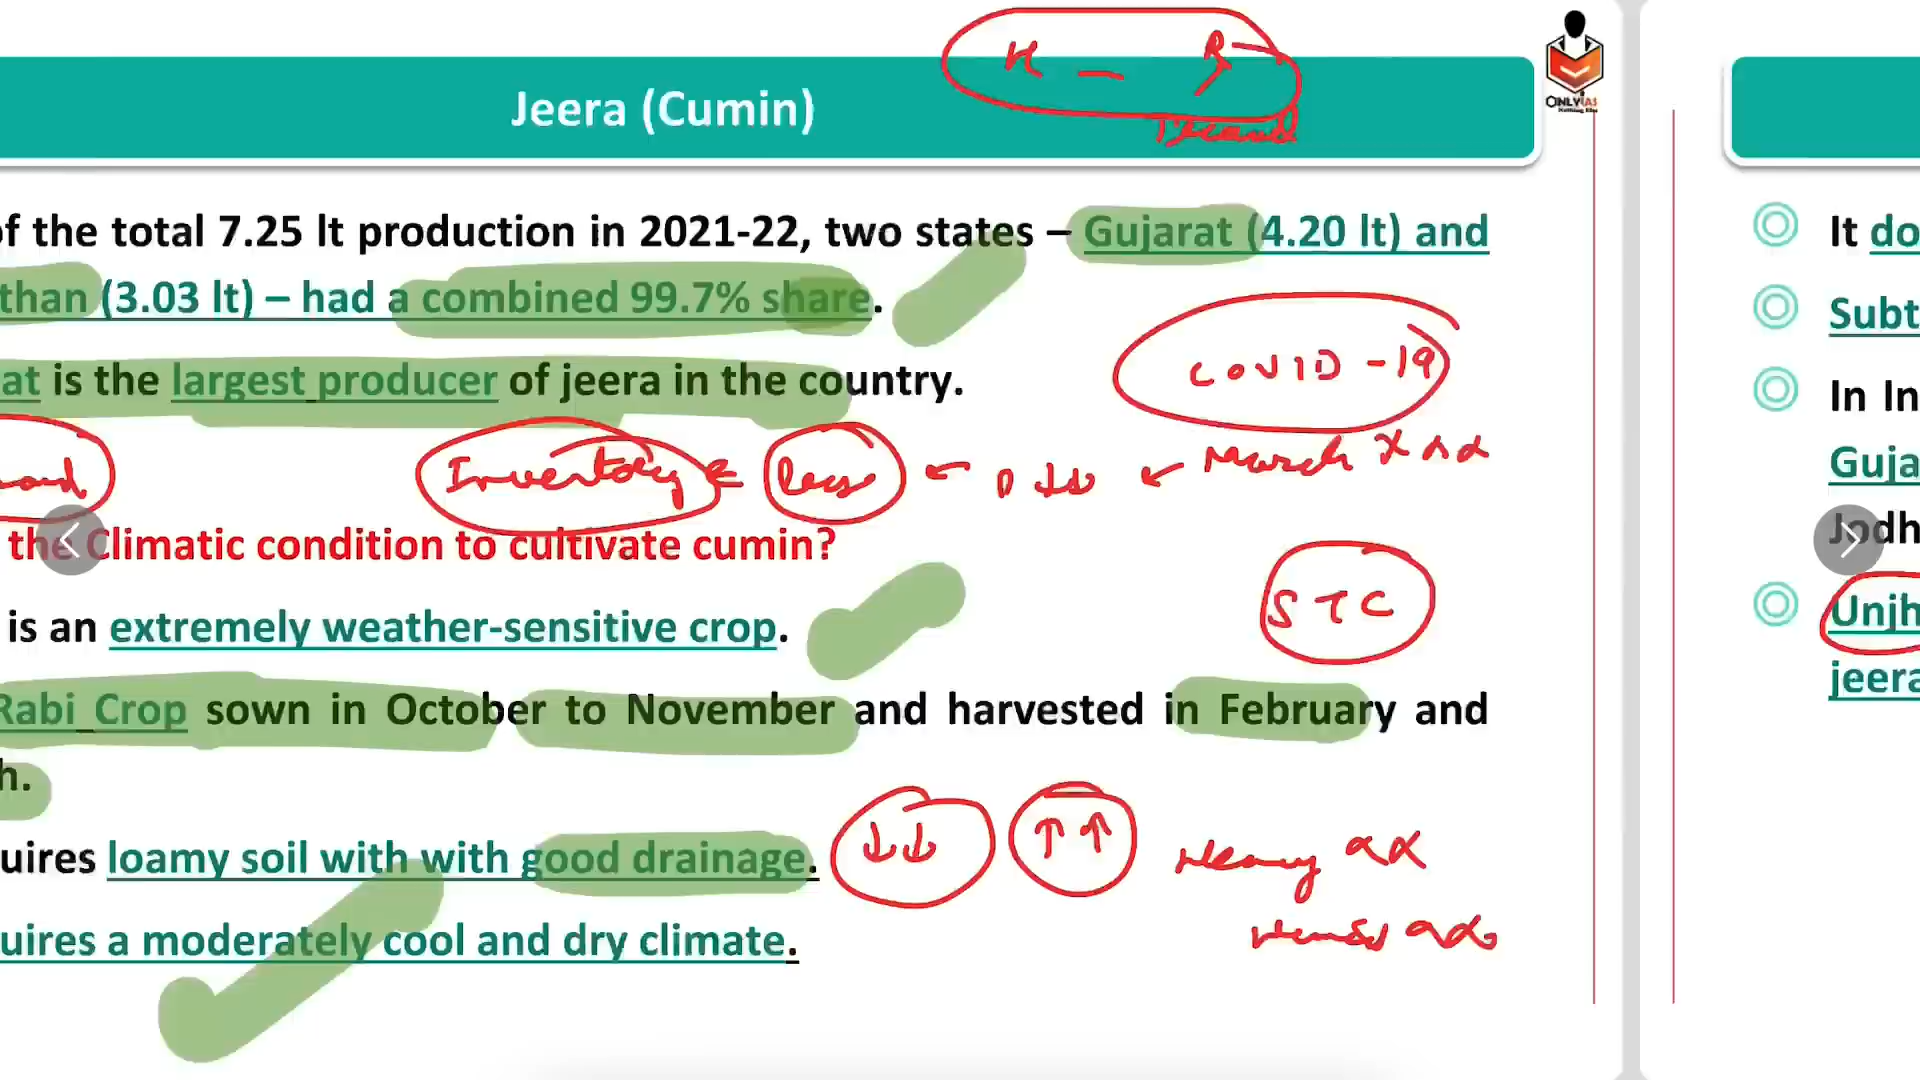 Jeera (Cumin)
ONLYIAS
of the total 7.25 lt production in 2021-22, two states – Gujarat (4.20 lt) and
than (3.03 lt) – had a combined 99.7% share.
at is the largest producer of jeera in the country.
COVID-19
Inventory
March
the Climatic condition to cultivate cumin?
is an extremely weather-sensitive crop.
STC
Rabi Crop sown in October to November and harvested in February and
h.
uires loamy soil with with good drainage.
uires a moderately cool and dry climate.
It do
Subt
In In
Guja
Jodh
Unjh
jeera